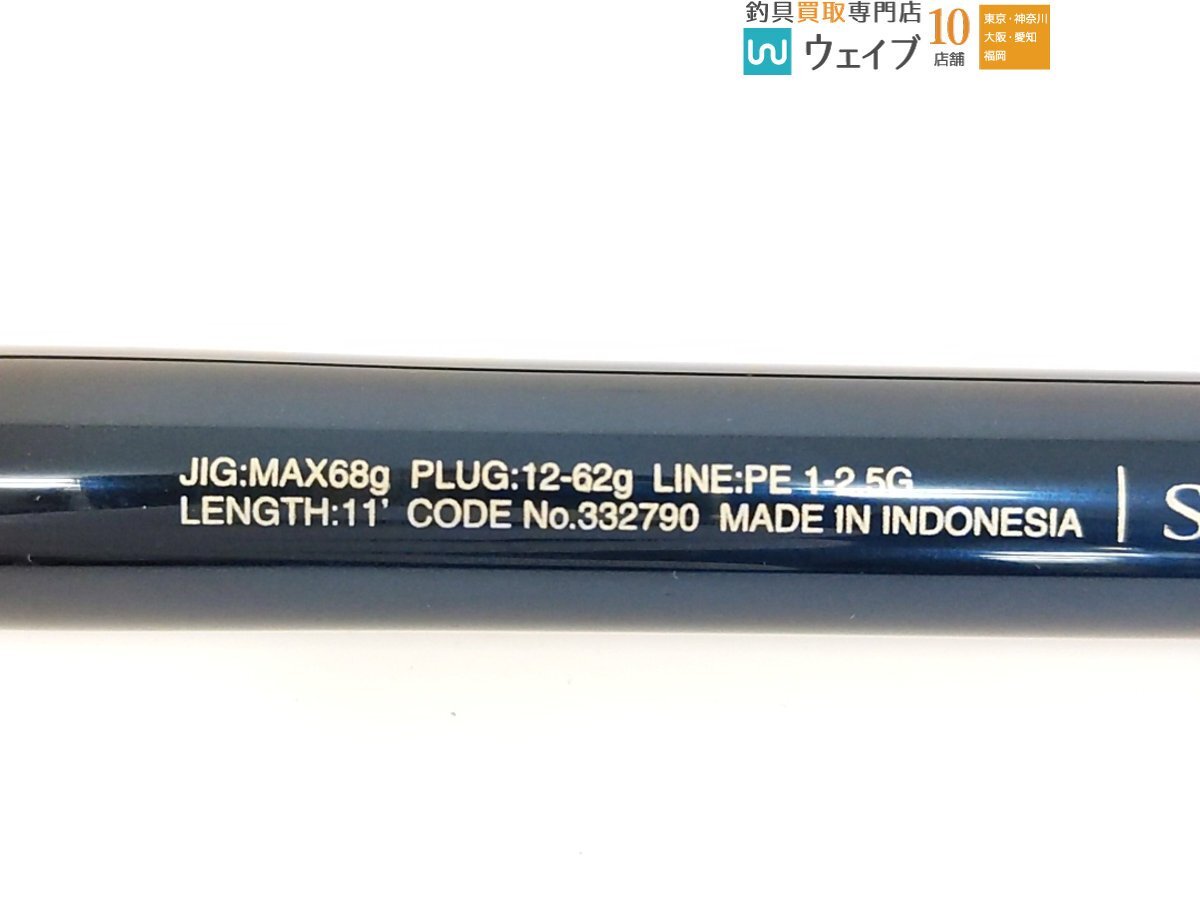 釣具買取専門店
ウェイブ
10
店舗
東京・神奈川
大阪・愛知
福岡
JIG:MAX68g PLUG:12-62g LINE:PE 1-2.5G
LENGTH:11' CODE No.332790 MADE IN INDONESIA | S